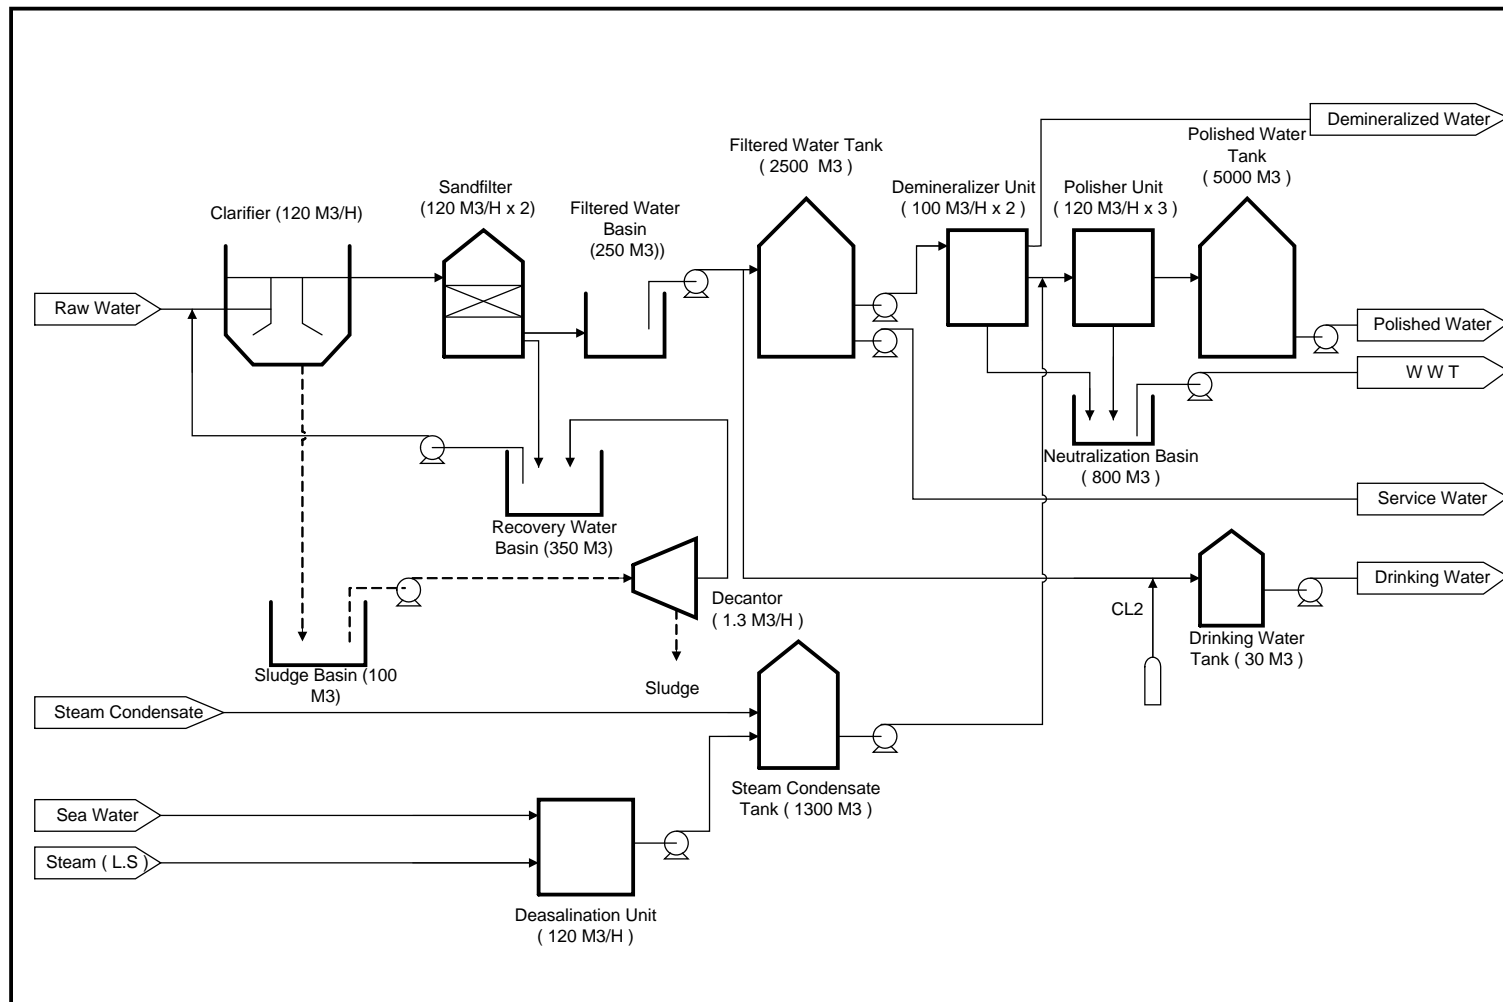 Demineralized Water
Polished Water
Tank
( 5000 M3 )
Filtered Water Tank
( 2500  M3 )
Demineralizer Unit
( 100 M3/H x 2 )
Polisher Unit
( 120 M3/H x 3 )
Sandfilter
(120 M3/H x 2)
Filtered Water
Basin
(250 M3))
Clarifier (120 M3/H)
Raw Water
Polished Water
W W T
Neutralization Basin
( 800 M3 )
Service Water
Recovery Water
Basin (350 M3)
Drinking Water
Decantor
( 1.3 M3/H )
CL2
Drinking Water
Tank ( 30 M3 )
Sludge Basin (100
M3)
Sludge
Steam Condensate
Steam Condensate
Tank ( 1300 M3 )
Sea Water
Steam ( L.S )
Deasalination Unit
( 120 M3/H )